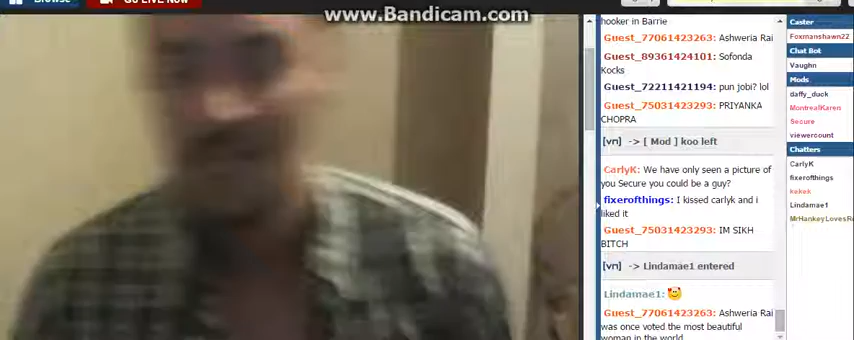 Browse
Go Live Now
www.Bandicam.com
hooker in Barrie
Guest_77061423263: Ashweria Rai
Guest_89361424101: Sofonda
Kocks
Guest_72211421194: pun jobi? lol
Guest_75031423293: PRIYANKA
CHOPRA
[vn] -> [ Mod ] koo left
CarlyK: We have only seen a picture of
you Secure you could be a guy?
fixerofthings: I kissed carlyk and i
liked it
Guest_75031423293: IM SIKH
BITCH
[vn] -> Lindamae1 entered
Lindamae1:
Guest_77061423263: Ashweria Rai
was once voted the most beautiful
woman in the world
Caster
Foxmanshawn22
Chat Bot
Vaughn
Mods
daffy_duck
MontrealKaren
Secure
viewercount
Chatters
CarlyK
fixerofthings
kekek
Lindamae1
MrHankeyLovesR